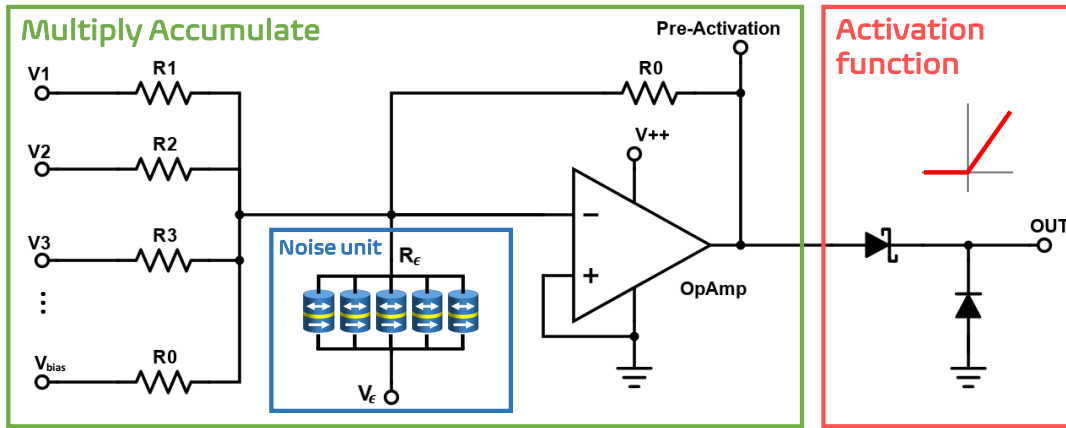 Multiply Accumulate
Activation
function
Pre-Activation
V1
R1
R0
V2
R2
V++
V3
R3
⋮
Noise unit
Rϵ
−
+
OpAmp
OUT
Vbias
R0
Vϵ